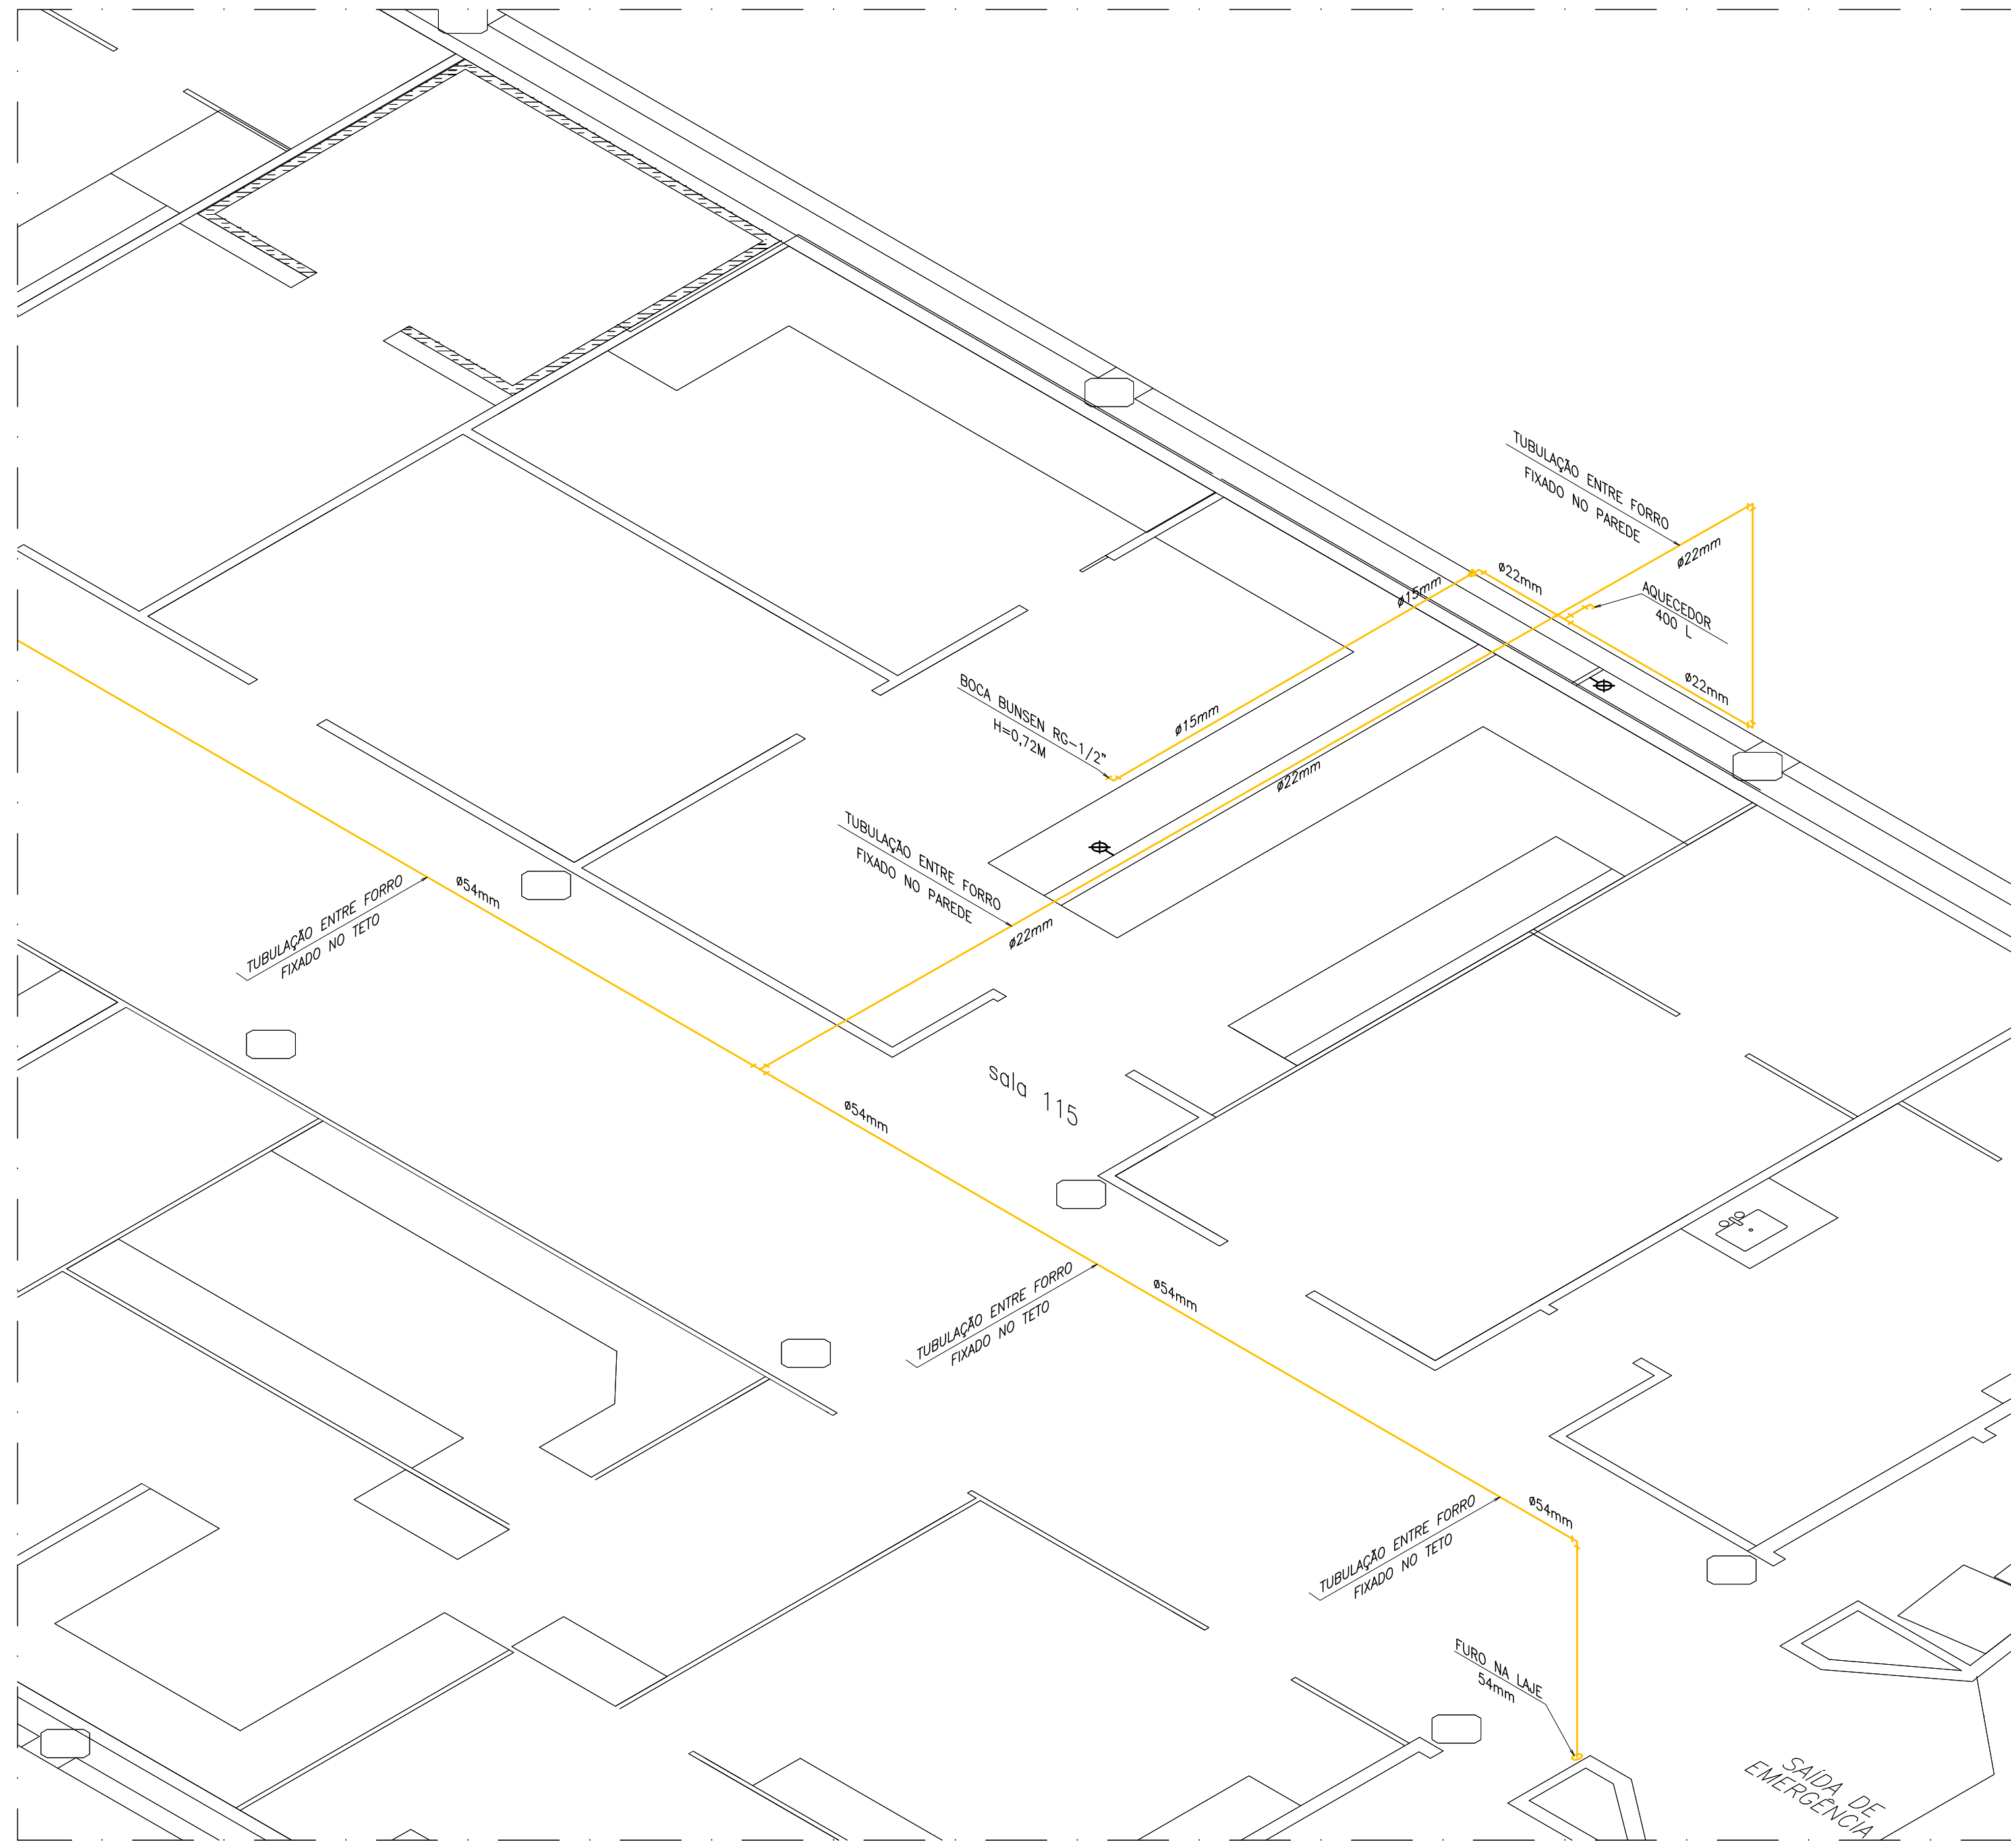 TUBULAÇÃO ENTRE FORRO
FIXADO NO PAREDE
ø22mm
ø22mm
ø15mm
AQUECEDOR
400 L
ø22mm
BOCA BUNSEN RG-1/2"
H=0,72M
ø15mm
ø22mm
TUBULAÇÃO ENTRE FORRO
FIXADO NO PAREDE
ø22mm
TUBULAÇÃO ENTRE FORRO
FIXADO NO TETO
ø54mm
sala 115
ø54mm
TUBULAÇÃO ENTRE FORRO
FIXADO NO TETO
ø54mm
TUBULAÇÃO ENTRE FORRO
FIXADO NO TETO
ø54mm
FURO NA LAJE
54mm
SAÍDA DE
EMERGÊNCIA